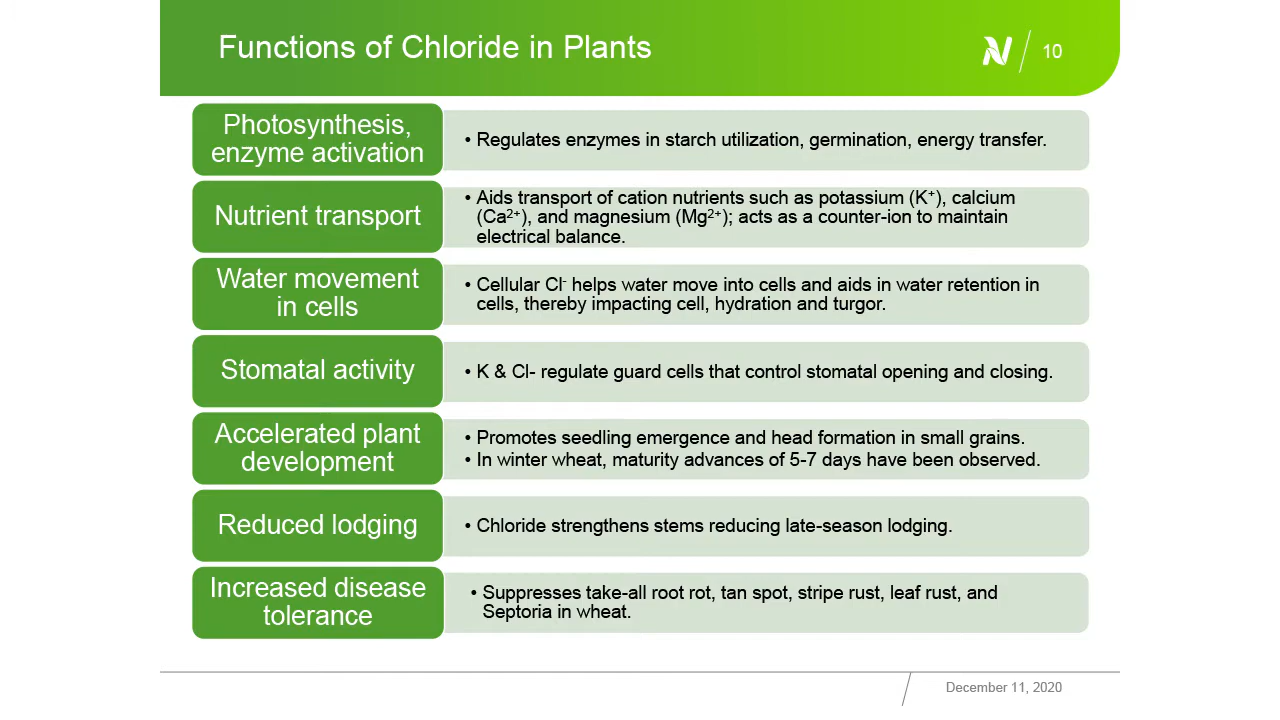 Functions of Chloride in Plants
10
Photosynthesis,
enzyme activation
• Regulates enzymes in starch utilization, germination, energy transfer.
Nutrient transport
• Aids transport of cation nutrients such as potassium (K⁺), calcium
(Ca²⁺), and magnesium (Mg²⁺); acts as a counter-ion to maintain
electrical balance.
Water movement
in cells
• Cellular Cl⁻ helps water move into cells and aids in water retention in
cells, thereby impacting cell, hydration and turgor.
Stomatal activity
• K & Cl- regulate guard cells that control stomatal opening and closing.
Accelerated plant
development
• Promotes seedling emergence and head formation in small grains.
• In winter wheat, maturity advances of 5-7 days have been observed.
Reduced lodging
• Chloride strengthens stems reducing late-season lodging.
Increased disease
tolerance
• Suppresses take-all root rot, tan spot, stripe rust, leaf rust, and
Septoria in wheat.
December 11, 2020